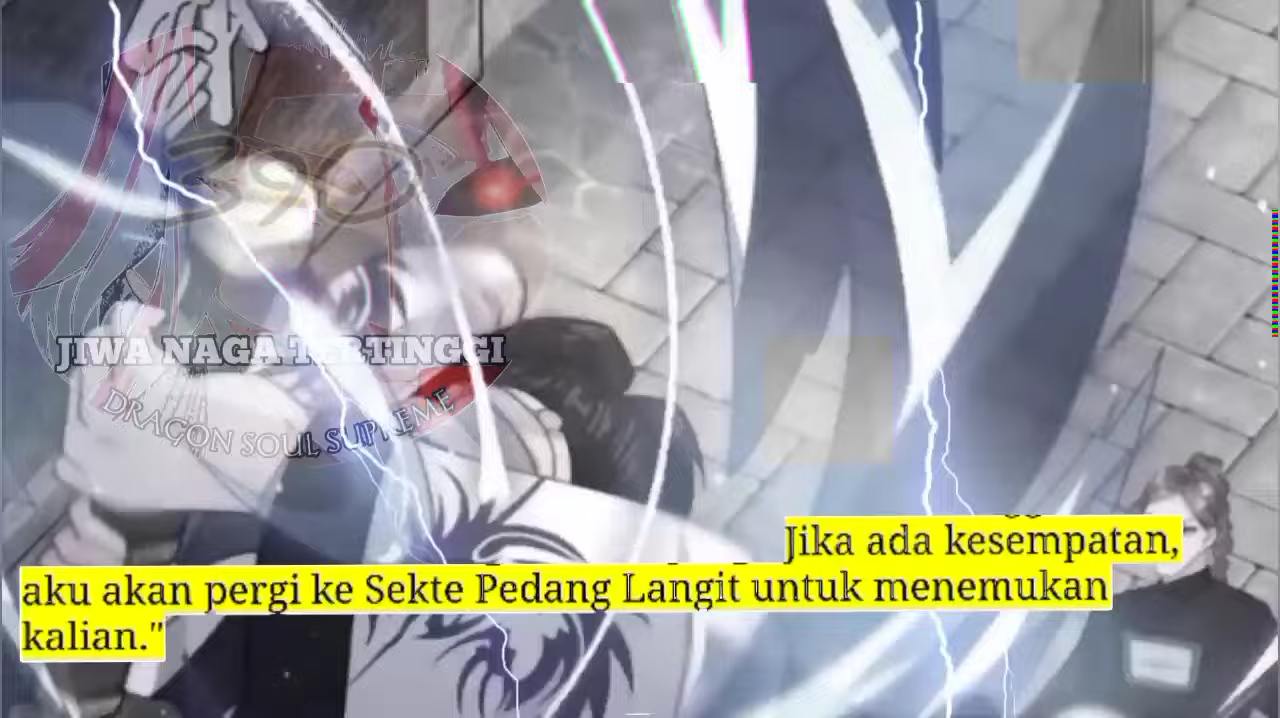 JIWA NAGA TERTINGGI
DRAGON SOUL SUPREME
Jika ada kesempatan,
aku akan pergi ke Sekte Pedang Langit untuk menemukan
kalian."